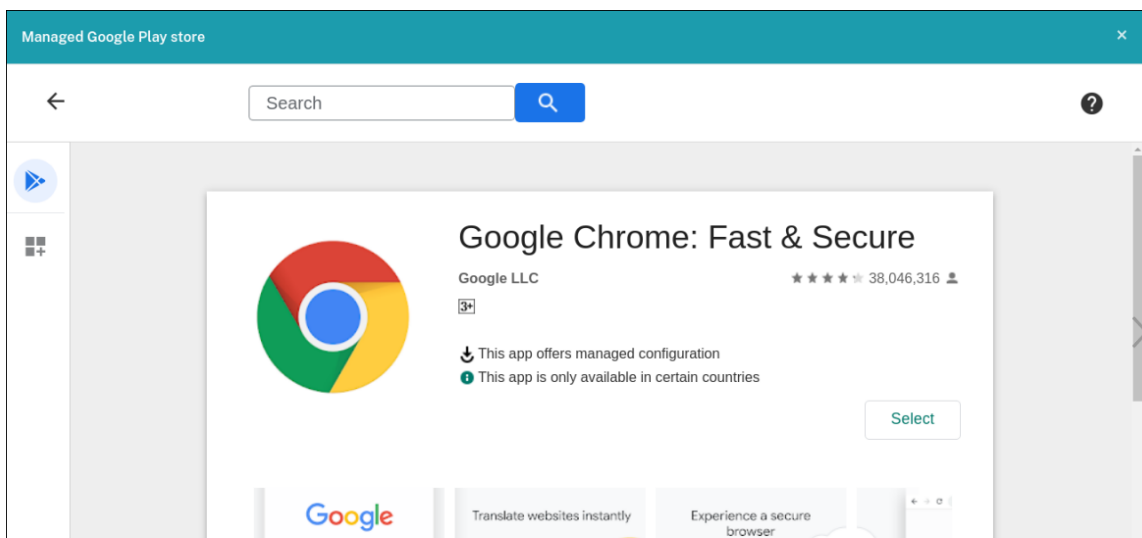 Managed Google Play store
Search
Google Chrome: Fast & Secure
Google LLC
38,046,316
3+
This app offers managed configuration
This app is only available in certain countries
Select
Google
Translate websites instantly
Experience a secure
browser